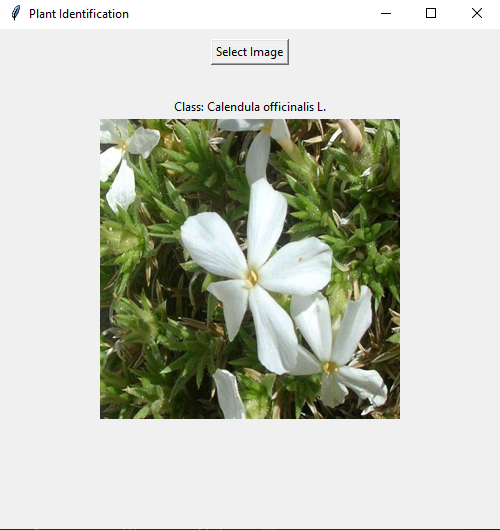 Plant Identification
Select Image
Class: Calendula officinalis L.